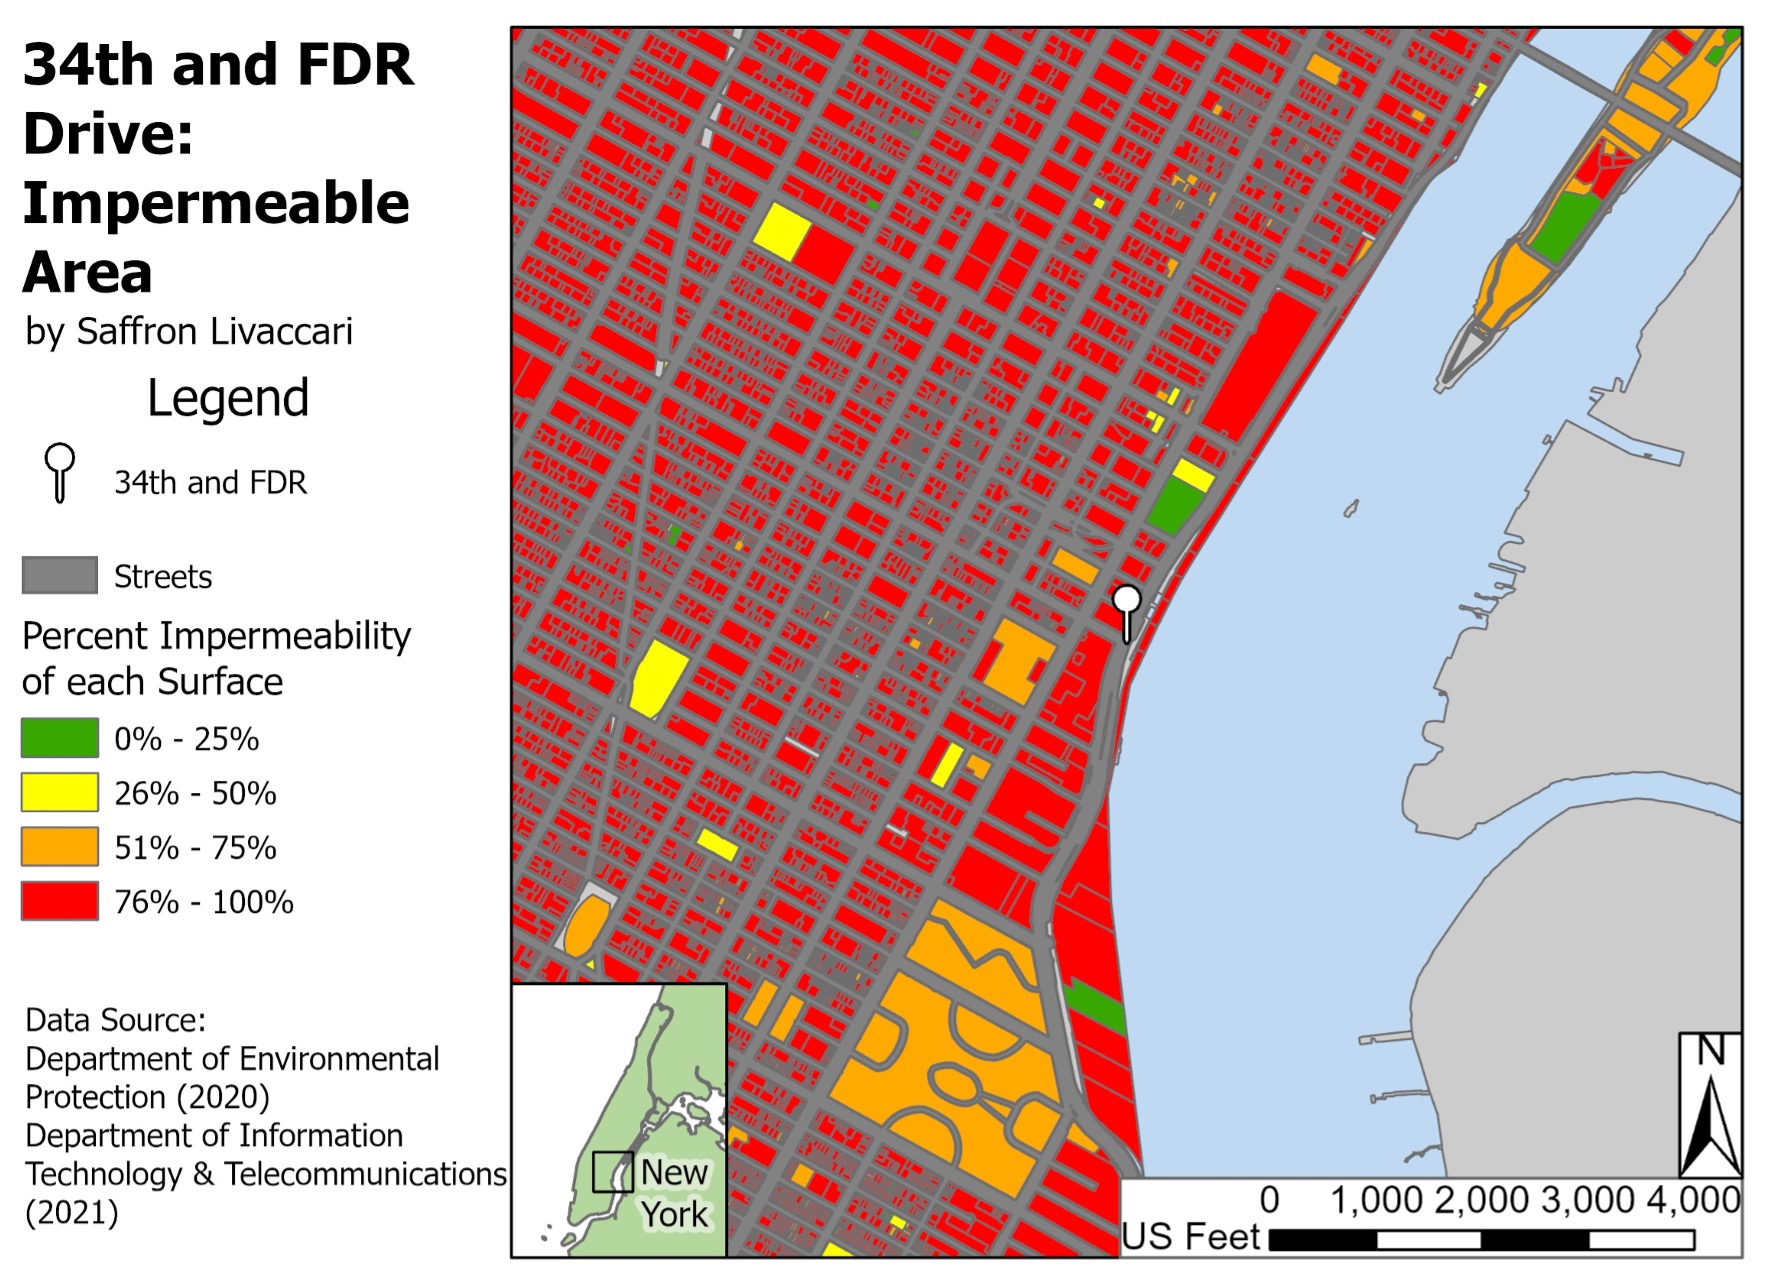 34th and FDR
Drive:
Impermeable
Area
by Saffron Livaccari
Legend
34th and FDR
Streets
Percent Impermeability
of each Surface
0% - 25%
26% - 50%
51% - 75%
76% - 100%
Data Source:
Department of Environmental
Protection (2020)
Department of Information
Technology & Telecommunications
(2021)
New
York
N
0 1,000 2,000 3,000 4,000
US Feet